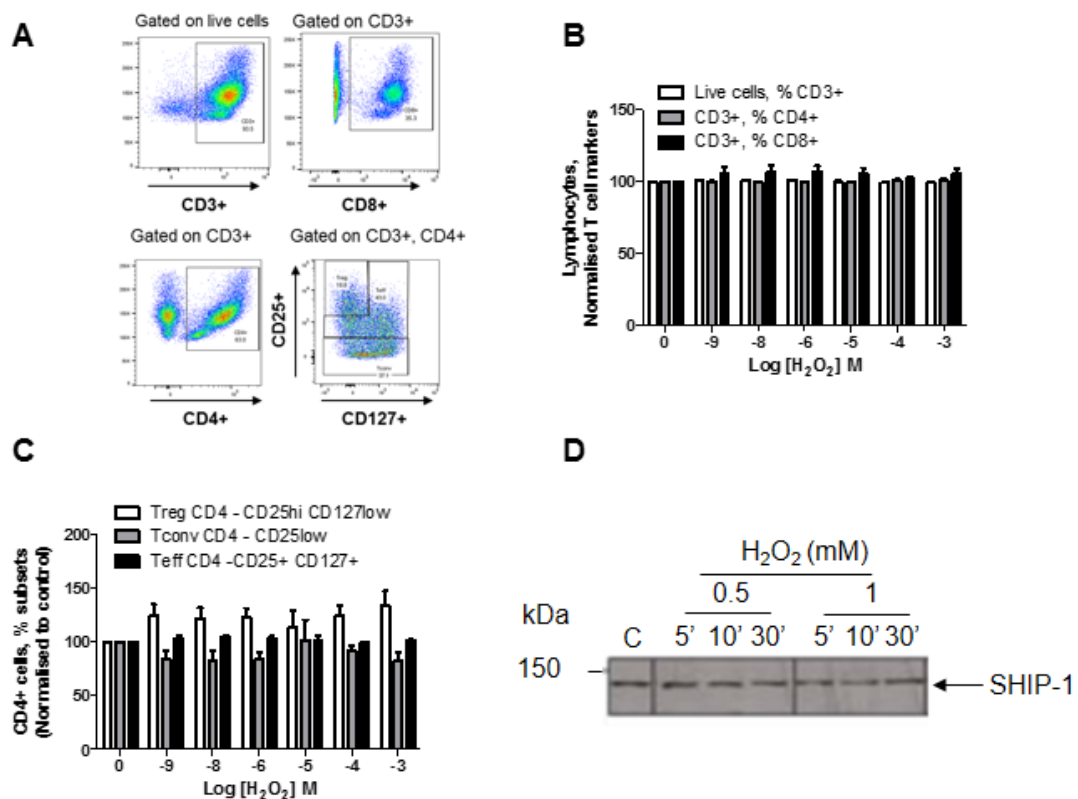 A
Gated on live cells
Gated on CD3+
CD3+
CD8+
Gated on CD3+
Gated on CD3+, CD4+
Treg
Teff
Tconv
CD25+
CD4+
CD127+
B
Live cells, % CD3+
CD3+, % CD4+
CD3+, % CD8+
Lymphocytes,
Normalised T cell markers
150
100
50
0
0 -9 -8 -6 -5 -4 -3
Log [H₂O₂] M
C
Treg CD4 - CD25hi CD127low
Tconv CD4 - CD25low
Teff CD4 -CD25+ CD127+
CD4+ cells, % subsets
(Normalised to control)
200
150
100
50
0
0 -9 -8 -6 -5 -4 -3
Log [H₂O₂] M
D
H₂O₂ (mM)
0.5 1
kDa
C 5’ 10’ 30’ 5’ 10’ 30’
150
SHIP-1